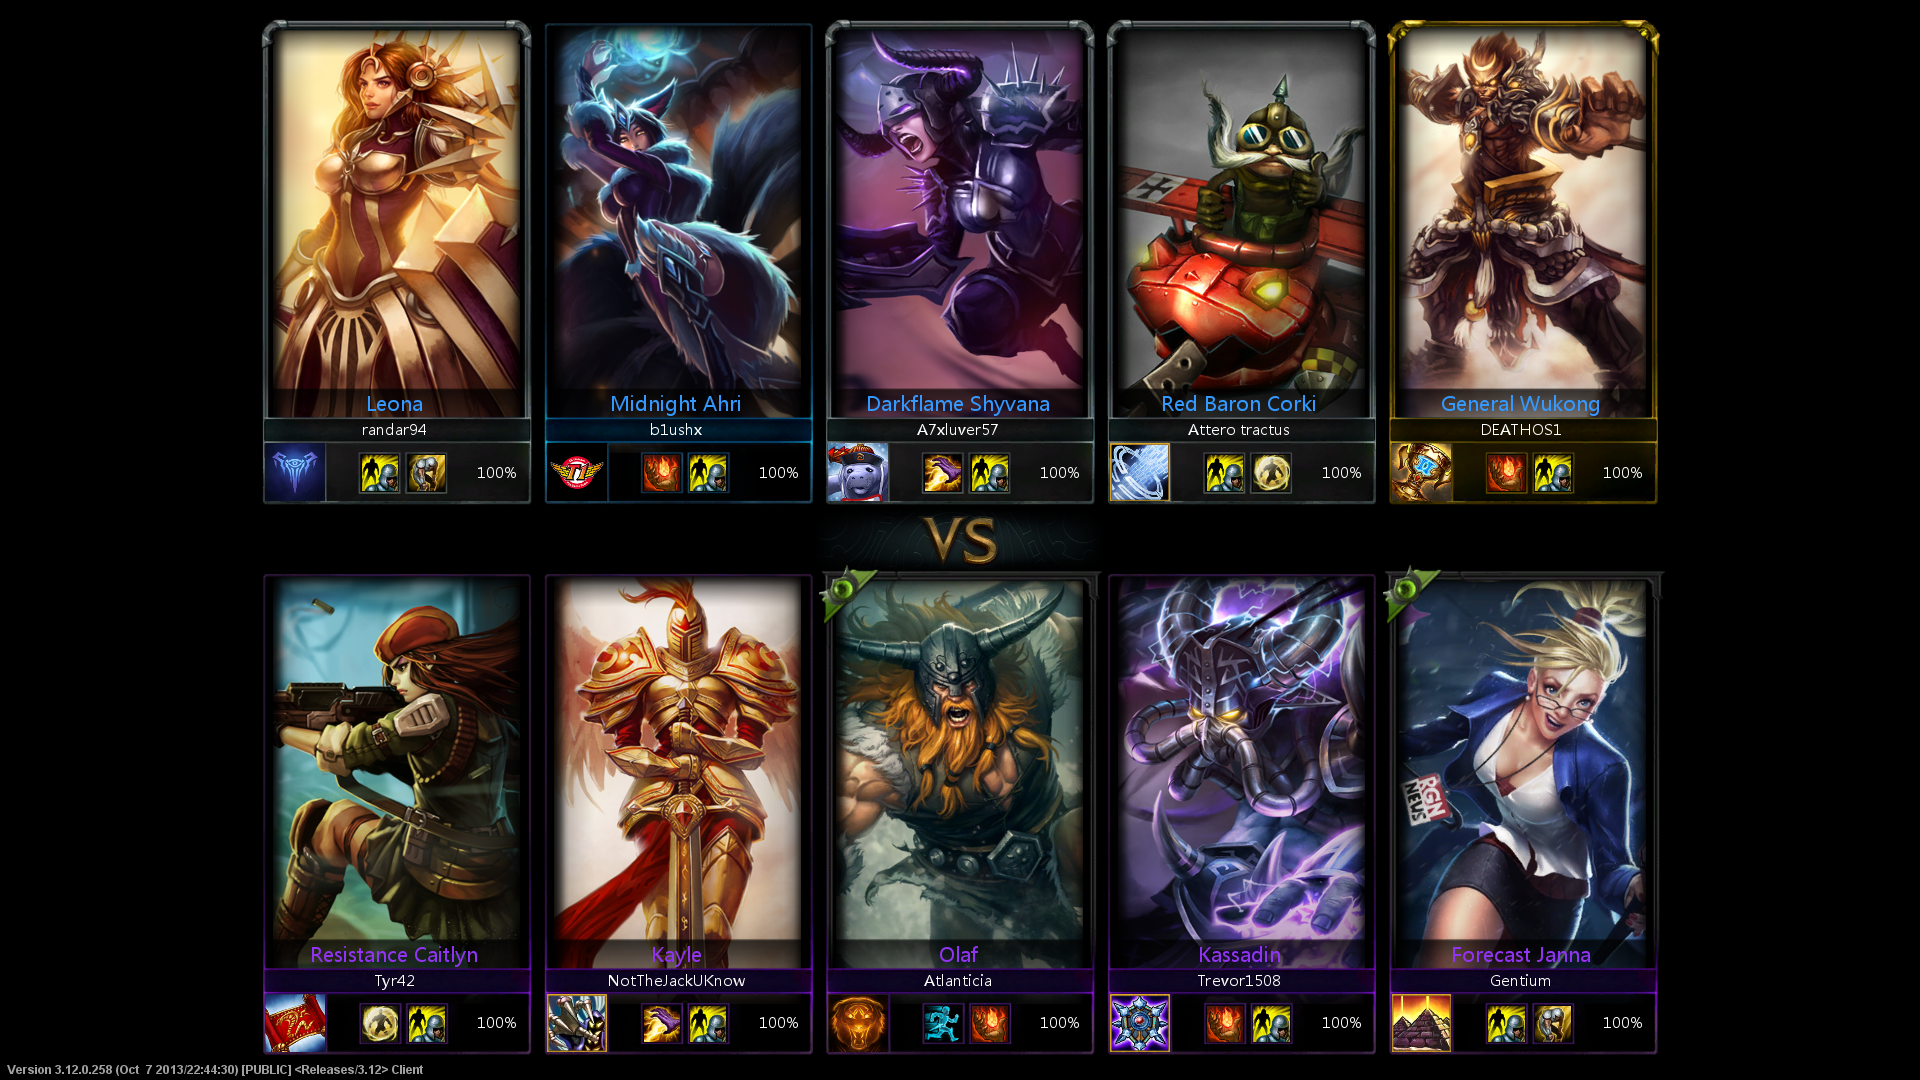 Leona
randar94
100%
Midnight Ahri
b1ushx
100%
Darkflame Shyvana
A7xluver57
100%
Red Baron Corki
Attero tractus
100%
General Wukong
DEATHOS1
100%
VS
Resistance Caitlyn
Tyr42
100%
Kayle
NotTheJackUKnow
100%
Olaf
Atlanticia
100%
Kassadin
Trevor1508
100%
RGN
NEWS
Forecast Janna
Gentium
100%
Version 3.12.0.258 (Oct  7 2013/22:44:30) [PUBLIC] <Releases/3.12> Client